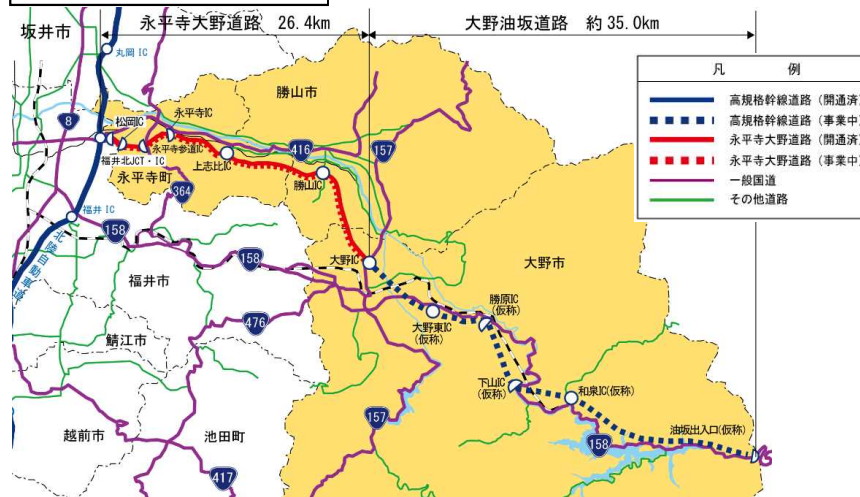 永平寺大野道路 26.4km
大野油坂道路 約 35.0km
坂井市
丸岡 IC
勝山市
凡 例
高規格幹線道路（開通済）
高規格幹線道路（事業中）
永平寺大野道路（開通済）
永平寺大野道路（事業中）
一般国道
その他道路
8
松岡IC
永平寺IC
福井北JCT・IC
永平寺参道IC
上志比IC
416
157
永平寺町
364
勝山IC
福井 IC
158
北陸自動車道
158
大野IC
大野市
福井市
勝原IC
(仮称)
476
大野東IC
(仮称)
鯖江市
下山IC
(仮称)
和泉IC(仮称)
157
油坂出入口(仮称)
越前市
池田町
158
417